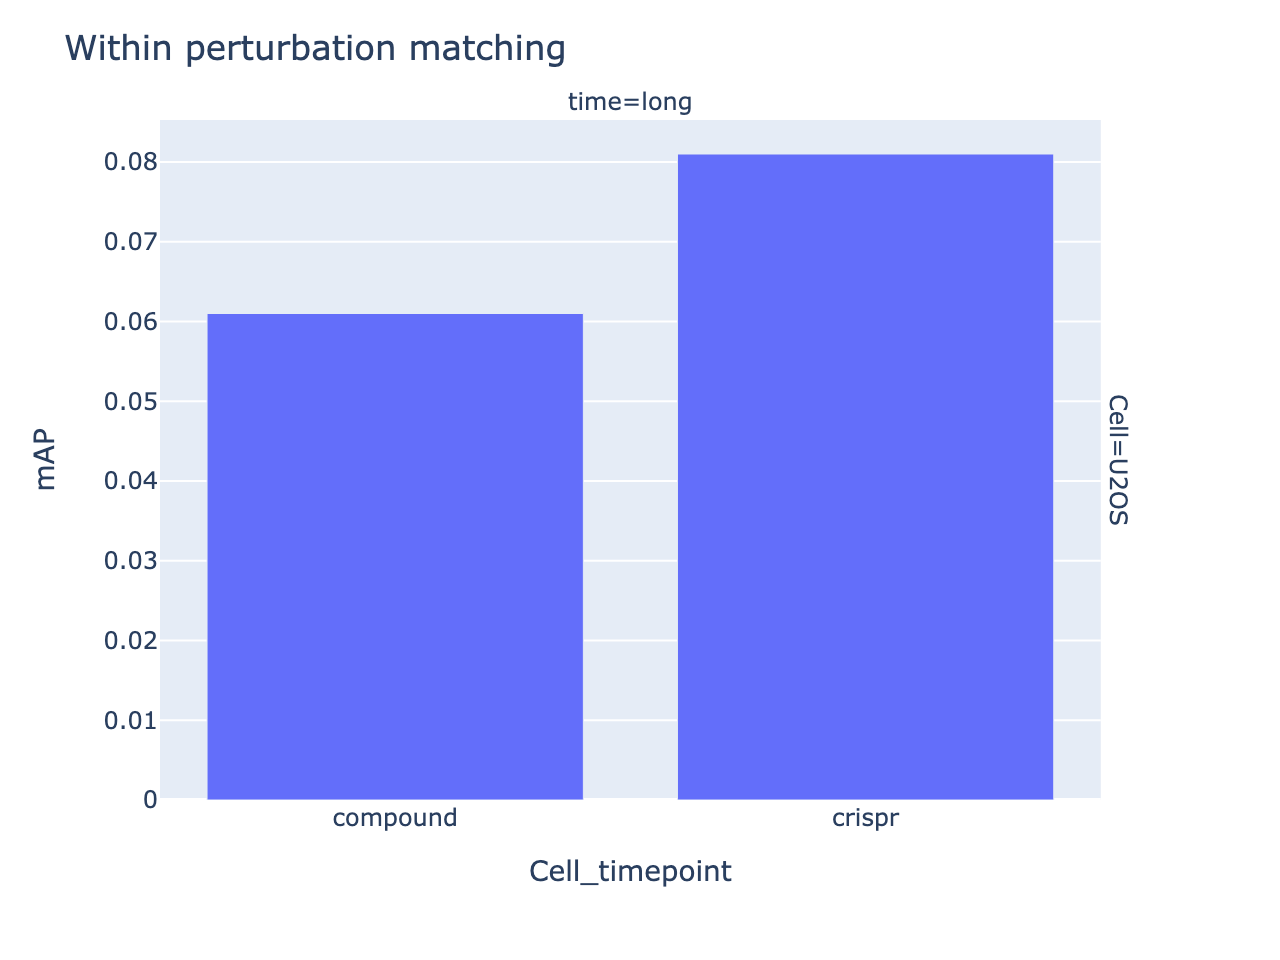 Within perturbation matching
time=long
0.08
0.07
0.06
0.05
0.04
0.03
0.02
0.01
0
mAP
Cell=U2OS
compound
crispr
Cell_timepoint